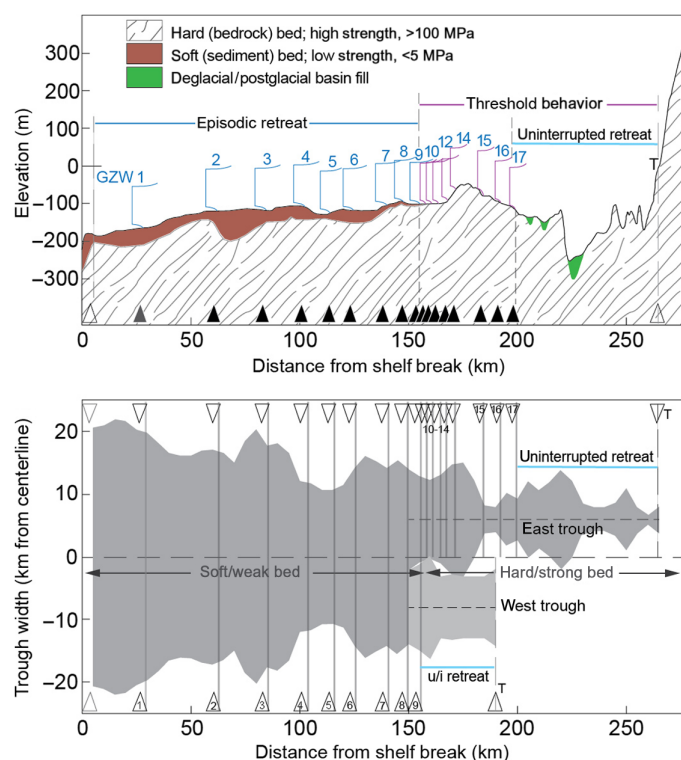 Hard (bedrock) bed; high strength, >100 MPa
Soft (sediment) bed; low strength, <5 MPa
Deglacial/postglacial basin fill
Elevation (m)
400
300
200
100
0
−100
−200
−300
Episodic retreat
Threshold behavior
Uninterrupted retreat
GZW 1 2 3 4 5 6 7 8 9 10 12 14 15 16 17
T
0 50 100 150 200 250
Distance from shelf break (km)
Trough width (km from centerline)
20
10
0
−10
−20
10-14
15 16 17
T
Uninterrupted retreat
East trough
Soft/weak bed
Hard/strong bed
West trough
u/i retreat
T
1 2 3 4 5 6 7 8 9
0 50 100 150 200 250
Distance from shelf break (km)